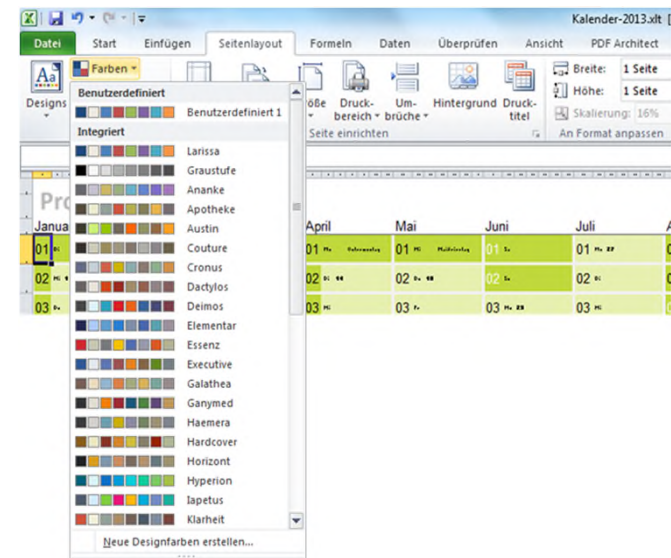 Kalender-2013.xlt [
Datei Start Einfügen Seitenlayout Formeln Daten Überprüfen Ansicht PDF Architect
Farben Breite: 1 Seite
Designs Druck- Um- Hintergrund Druck- Höhe: 1 Seite
bereich brüche titel Skalierung: 16%
Seite einrichten An Format anpassen
Benutzerdefiniert
Benutzerdefiniert 1
Integriert
Larissa
Graustufe
Ananke
Apotheke
Austin
Couture
Cronus
Dactylos
Deimos
Elementar
Essenz
Executive
Galathea
Ganymed
Haemera
Hardcover
Horizont
Hyperion
Iapetus
Klarheit
Neue Designfarben erstellen...
Pro
Janua April Mai Juni Juli
01 01 01 01 01
02 02 02 02 02
03 03 03 03 03